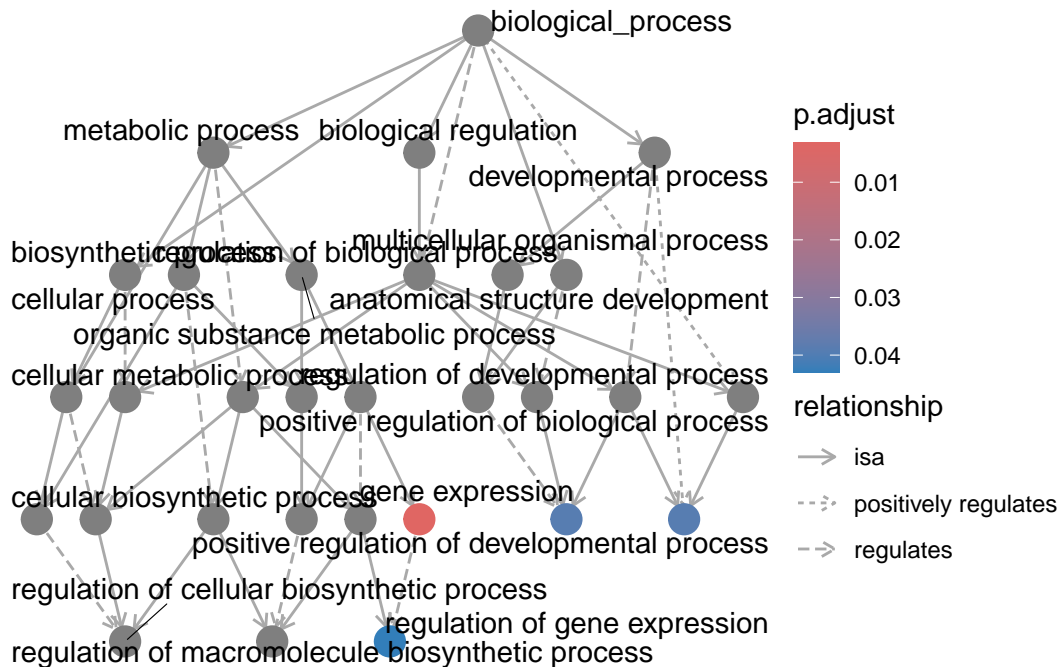 biological_process
metabolic process
biological regulation
developmental process
multicellular organismal process
biosynthetic process
regulation of biological process
cellular process
anatomical structure development
organic substance metabolic process
cellular metabolic process
regulation of developmental process
positive regulation of biological process
cellular biosynthetic process
gene expression
positive regulation of developmental process
regulation of cellular biosynthetic process
regulation of gene expression
regulation of macromolecule biosynthetic process
p.adjust
0.01
0.02
0.03
0.04
relationship
isa
positively regulates
regulates